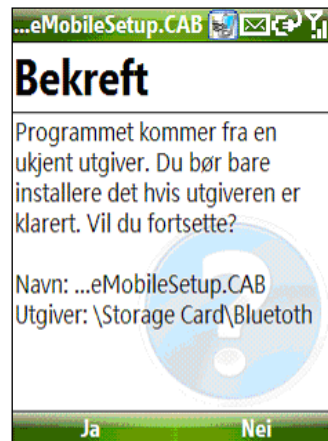 ...eMobileSetup.CAB
Bekreft
Programmet kommer fra en
ukjent utgiver. Du bør bare
installere det hvis utgiveren er
klarert. Vil du fortsette?
Navn: ...eMobileSetup.CAB
Utgiver: \Storage Card\Bluetoth
Ja Nei